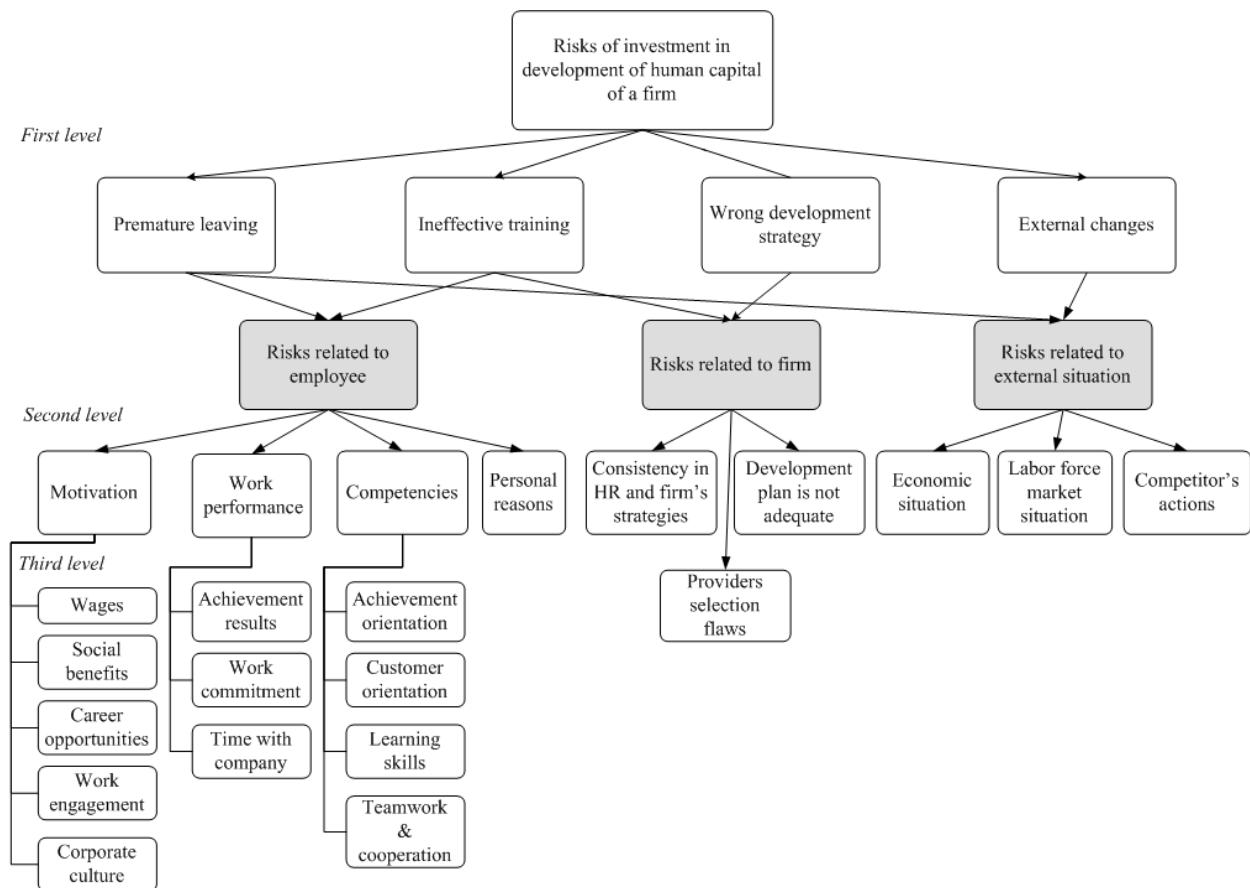 Risks of investment in
development of human capital
of a firm
First level
Premature leaving
Ineffective training
Wrong development
strategy
External changes
Risks related to
employee
Risks related to firm
Risks related to
external situation
Second level
Motivation
Work
performance
Competencies
Personal
reasons
Consistency in
HR and firm's
strategies
Development
plan is not
adequate
Economic
situation
Labor force
market
situation
Competitor's
actions
Third level
Wages
Social
benefits
Career
opportunities
Work
engagement
Corporate
culture
Achievement
results
Work
commitment
Time with
company
Achievement
orientation
Customer
orientation
Learning
skills
Teamwork
&
cooperation
Providers
selection
flaws